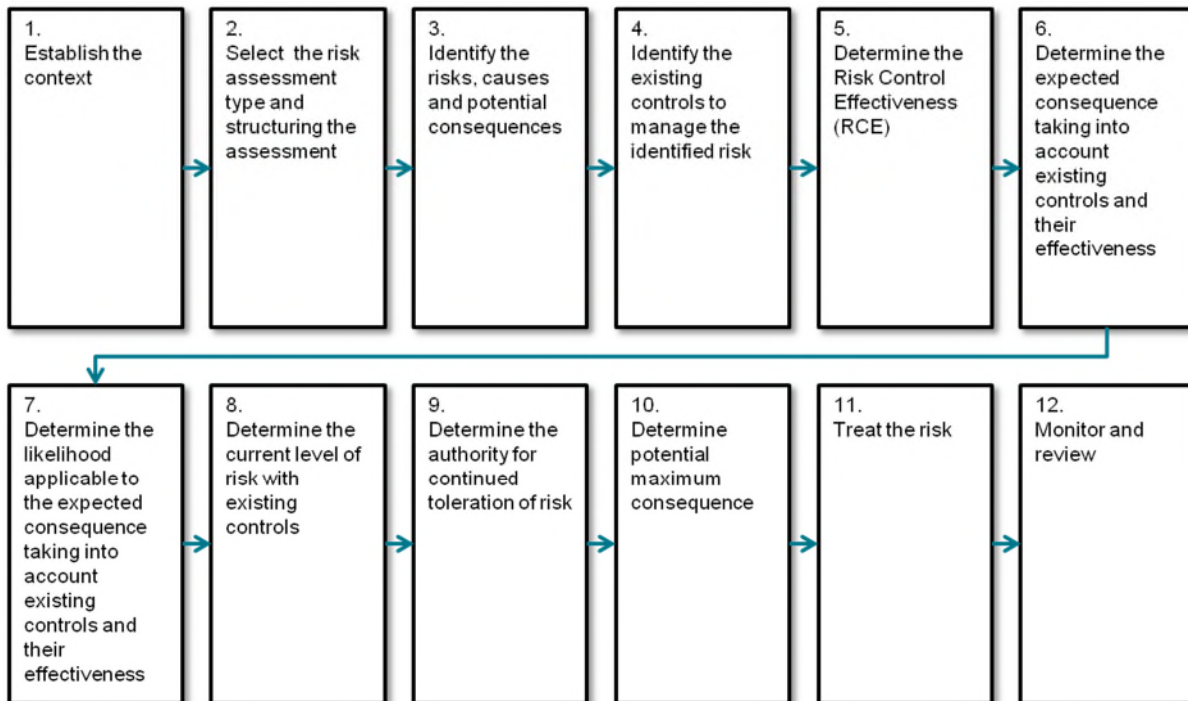 1.
Establish the
context
2.
Select the risk
assessment
type and
structuring the
assessment
3.
Identify the
risks, causes
and potential
consequences
4.
Identify the
existing
controls to
manage the
identified risk
5.
Determine the
Risk Control
Effectiveness
(RCE)
6.
Determine the
expected
consequence
taking into
account
existing
controls and
their
effectiveness
7.
Determine the
likelihood
applicable to
the expected
consequence
taking into
account
existing
controls and
their
effectiveness
8.
Determine the
current level of
risk with
existing
controls
9.
Determine the
authority for
continued
toleration of risk
10.
Determine
potential
maximum
consequence
11.
Treat the risk
12.
Monitor and
review